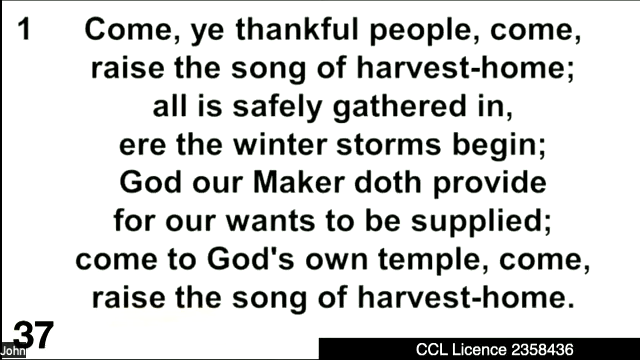 1 Come, ye thankful people, come,
raise the song of harvest-home;
all is safely gathered in,
ere the winter storms begin;
God our Maker doth provide
for our wants to be supplied;
come to God's own temple, come,
raise the song of harvest-home.
37
John
CCL Licence 2358436